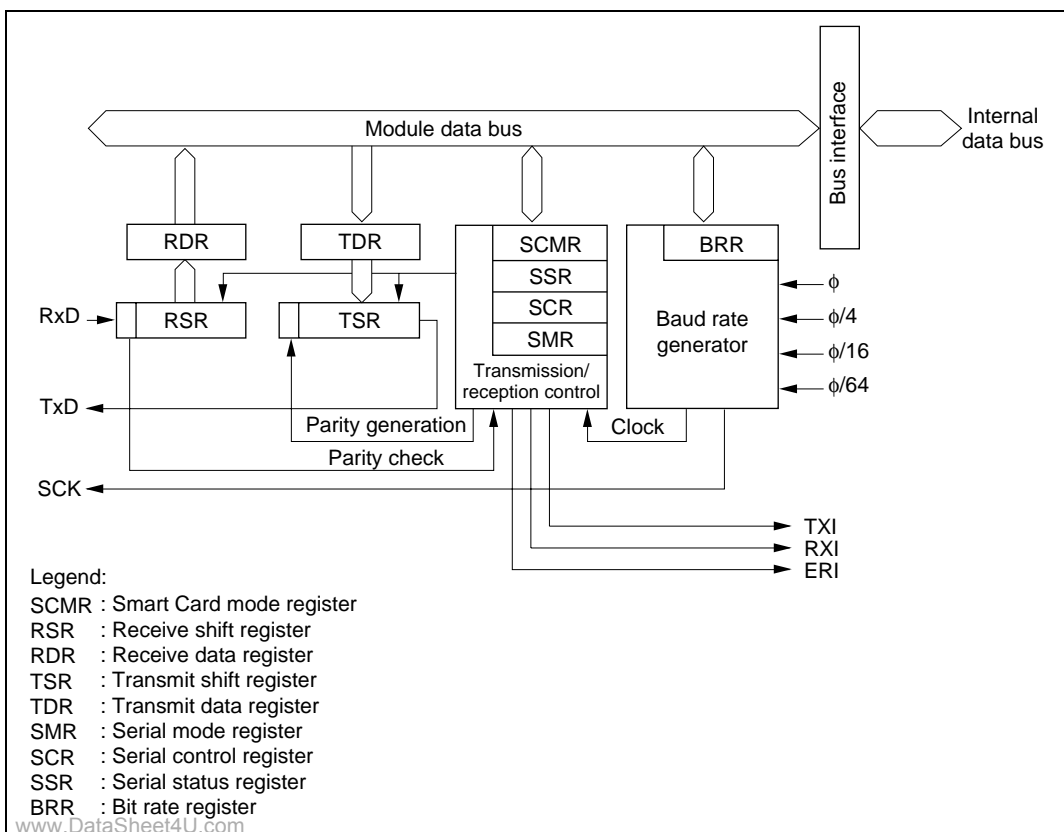 Module data bus
Bus interface
Internal
data bus
RDR
TDR
SCMR
BRR
SSR
SCR
SMR
RxD
RSR
TSR
Baud rate
generator
ϕ
ϕ/4
ϕ/16
ϕ/64
Transmission/
reception control
TxD
Parity generation
Clock
Parity check
SCK
TXI
RXI
ERI
Legend:
SCMR : Smart Card mode register
RSR : Receive shift register
RDR : Receive data register
TSR : Transmit shift register
TDR : Transmit data register
SMR : Serial mode register
SCR : Serial control register
SSR : Serial status register
BRR : Bit rate register
www.DataSheet4U.com